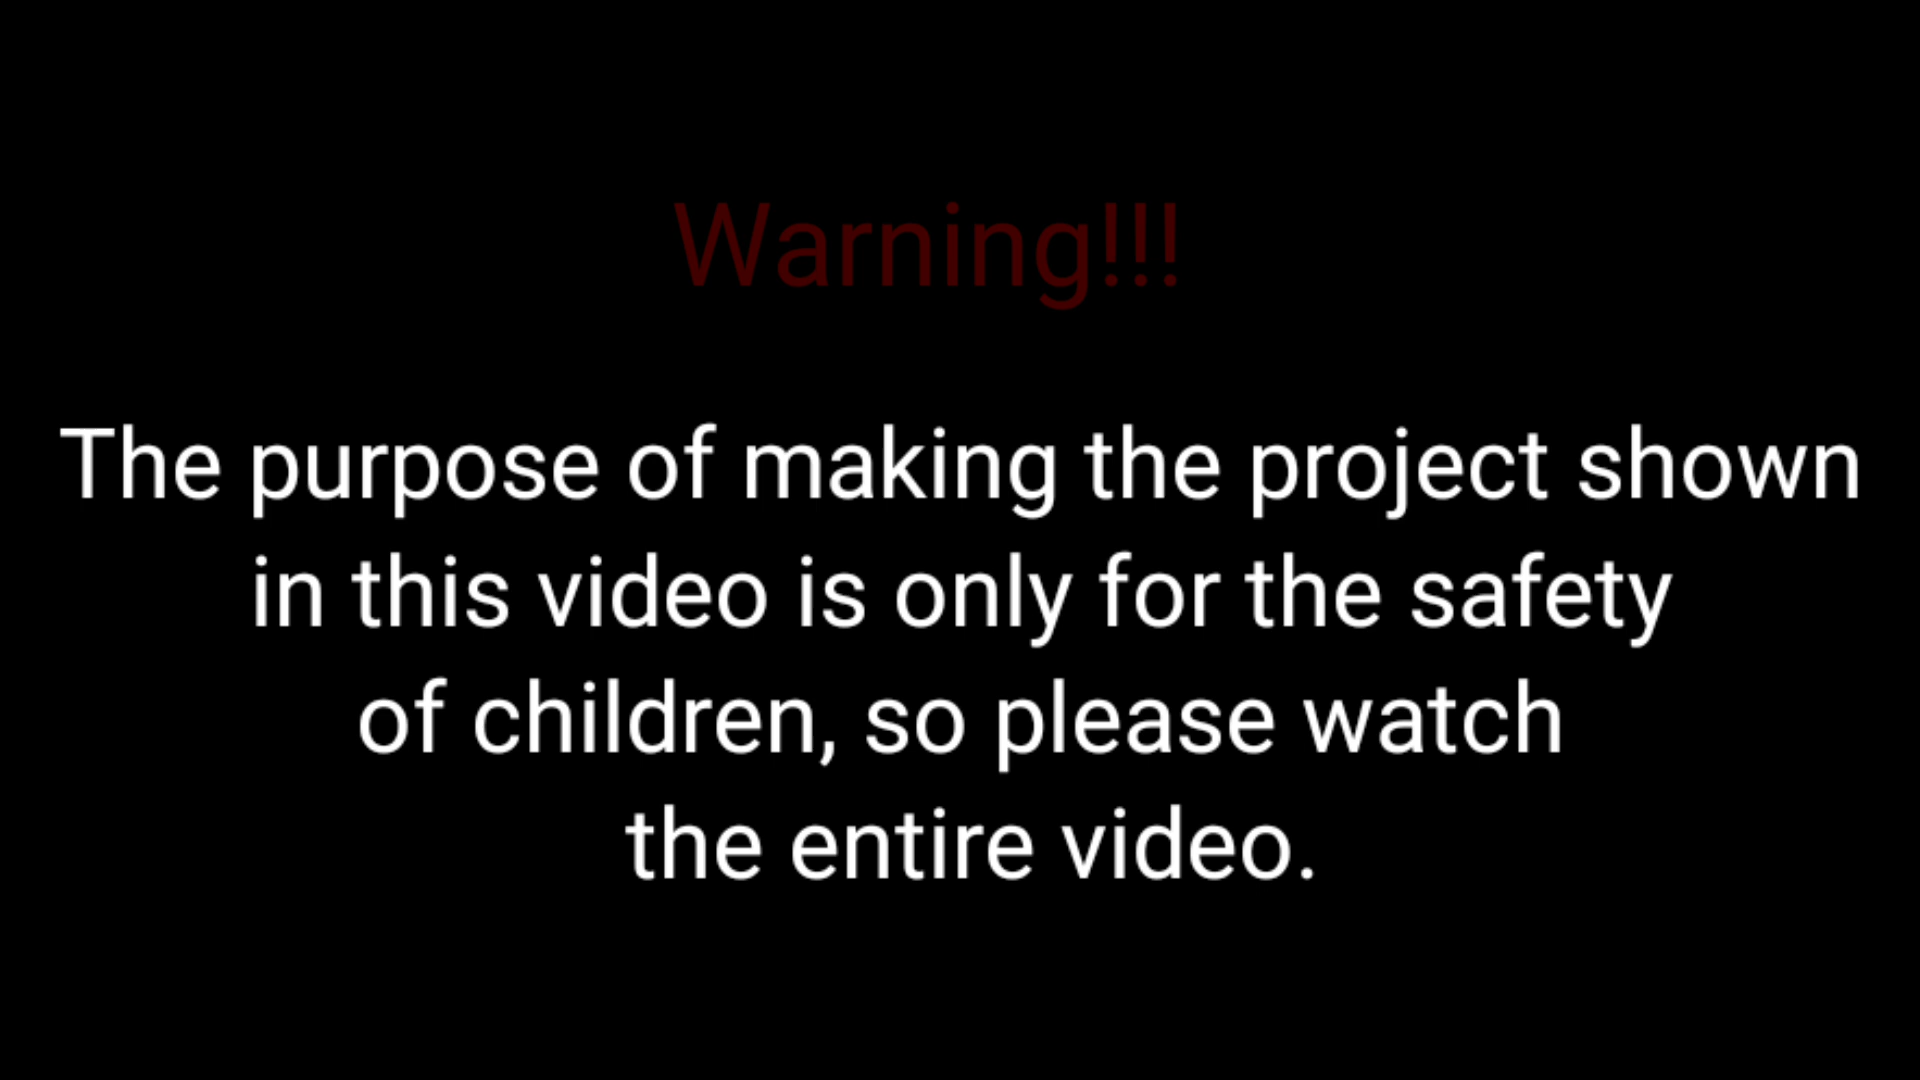 Warning!!!
The purpose of making the project shown
in this video is only for the safety
of children, so please watch
the entire video.